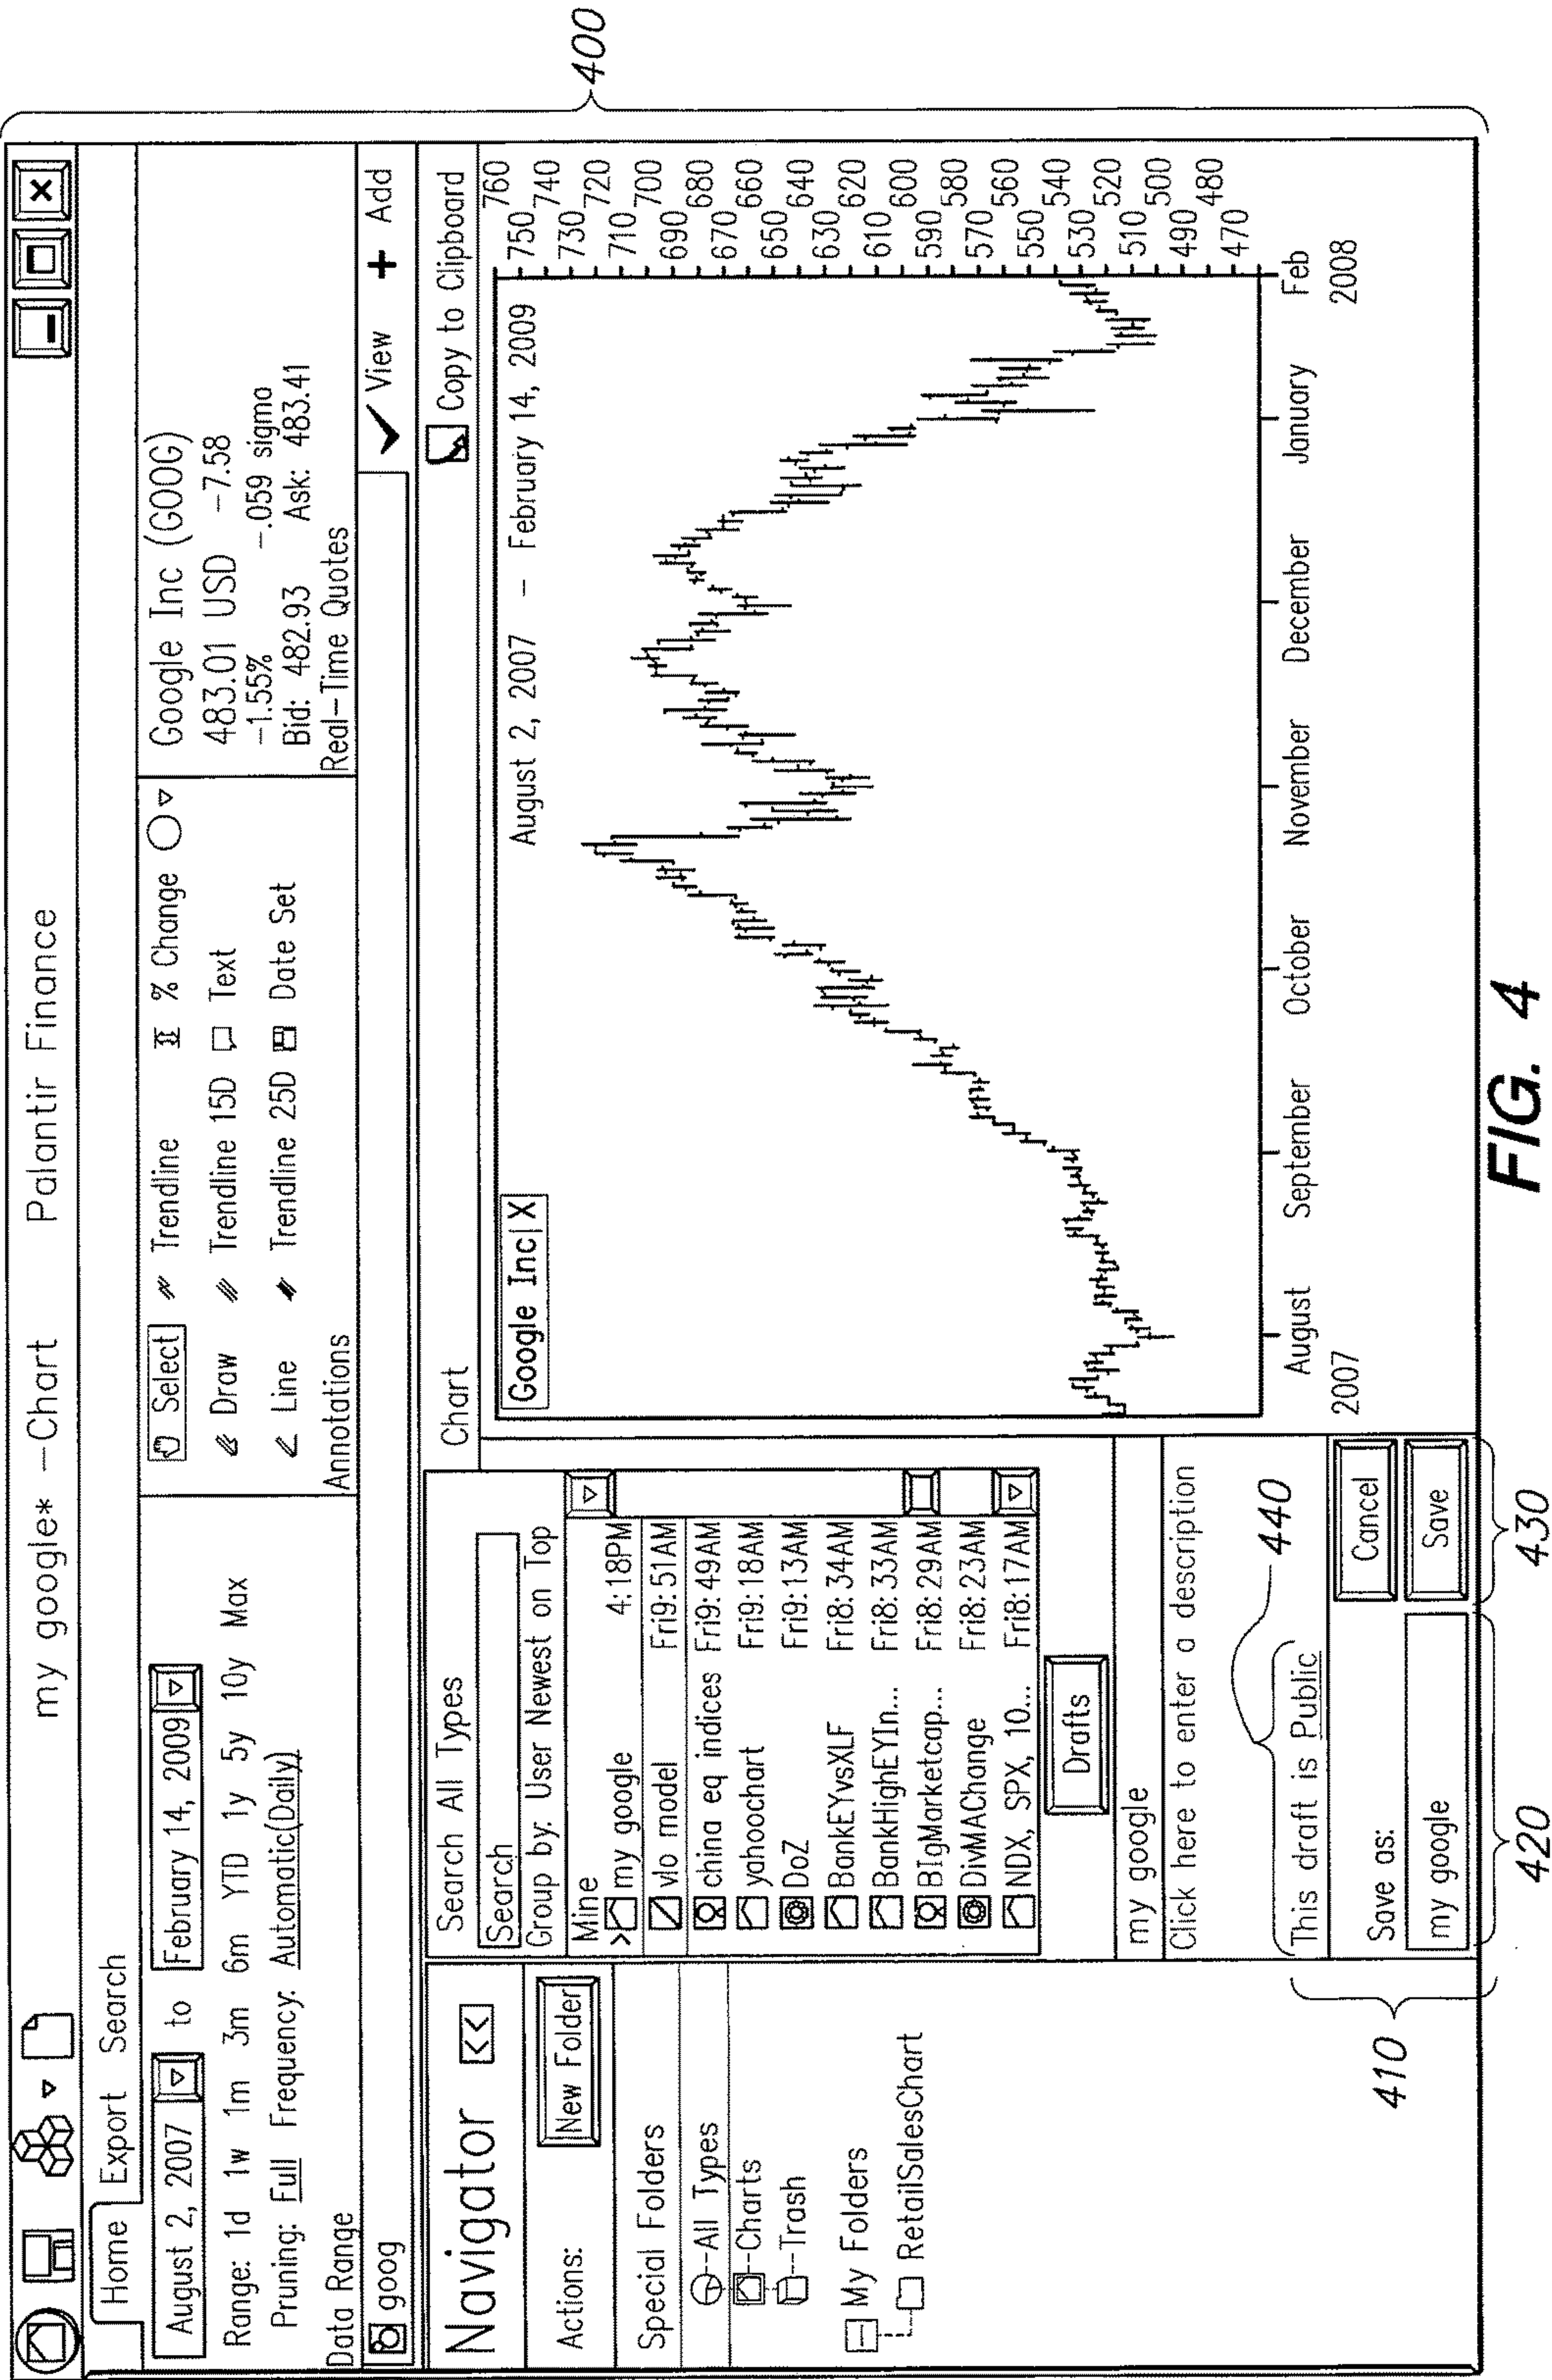 my google* -Chart Palantir Finance
Home Export Search
August 2, 2007 to February 14, 2009
Range: 1d 1w 1m 3m 6m YTD 1y 5y 10y Max
Pruning: Full Frequency: Automatic(Daily)
Data Range
Select Trendline % Change
Draw Trendline 15D Text
Line Trendline 25D Date Set
Annotations
Google Inc (GOOG)
483.01 USD -7.58
-1.55% -.059 sigma
Bid: 482.93 Ask: 483.41
Real-Time Quotes
goog
View + Add
Navigator <<
Actions: New Folder
Special Folders
All Types
Charts
Trash
My Folders
RetailSalesChart
Search All Types
Search
Group by: User Newest on Top
Mine
>my google 4:18PM
vlo model Fri9:51AM
china eq indices Fri9:49AM
yahoochart Fri9:18AM
DoZ Fri9:13AM
BankEYvsXLF Fri8:34AM
BankHighEYIn... Fri8:33AM
BIgMarketcap... Fri8:29AM
DivMAChange Fri8:23AM
NDX, SPX, 10... Fri8:17AM
Drafts
my google
Click here to enter a description
This draft is Public
Save as:
my google
Cancel
Save
Chart
Copy to Clipboard
Google Inc X
August 2, 2007 - February 14, 2009
760
750
740
730
720
710
700
690
680
670
660
650
640
630
620
610
600
590
580
570
560
550
540
530
520
510
500
490
480
470
August September October November December January Feb
2007 2008
400
410
420
430
440
FIG. 4